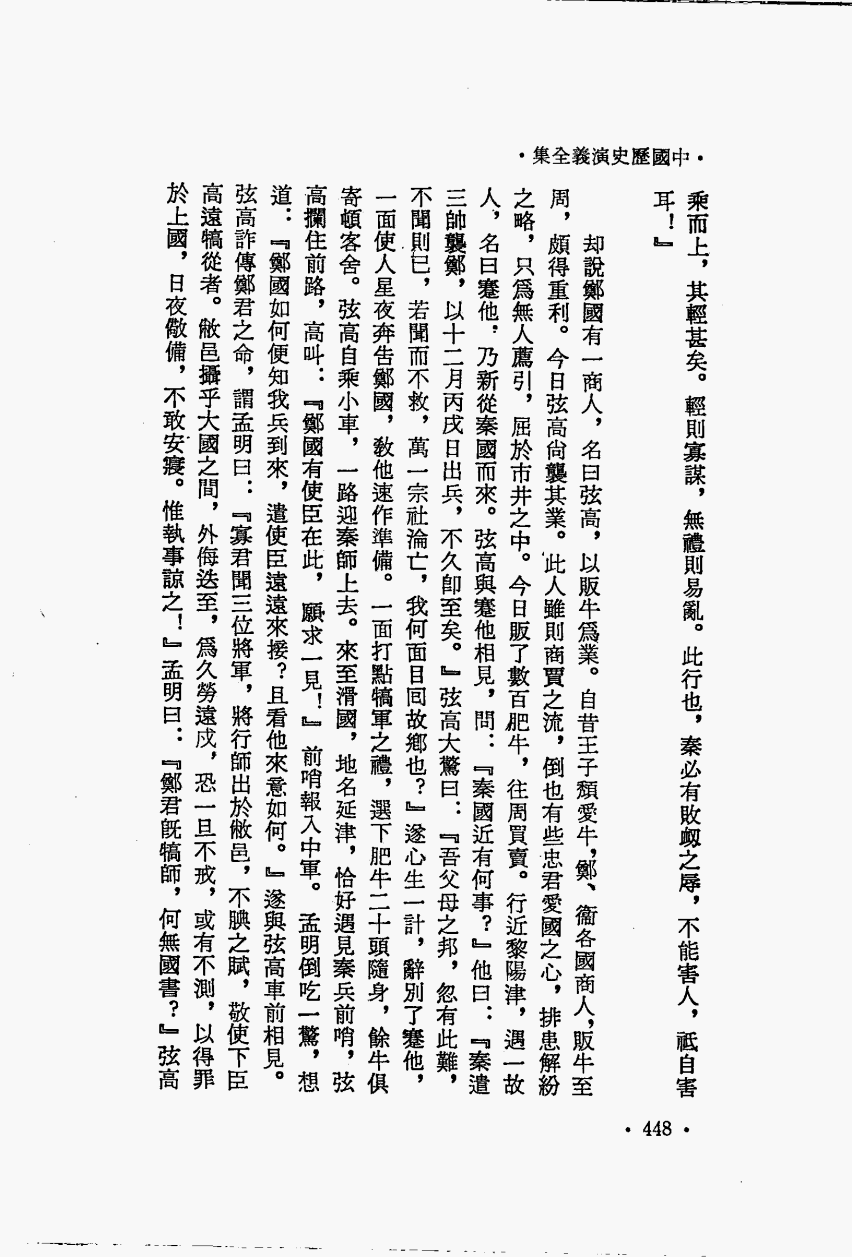 ·中國歷史演義全集·
乘而上，其輕甚矣。輕則寡謀，無禮則易亂。此行也，秦必有敗衂之辱，不能害人，祗自害
耳！』
却說鄭國有一商人，名曰弦高，以販牛爲業。自昔王子頹愛牛，鄭、衞各國商人，販牛至
周，頗得重利。今日弦高尙襲其業。此人雖則商賈之流，倒也有些忠君愛國之心，排患解紛
之略，只爲無人薦引，屈於市井之中。今日販了數百肥牛，往周買賣。行近黎陽津，遇一故
人，名曰蹇他，乃新從秦國而來。弦高與蹇他相見，問：『秦國近有何事？』他曰：『秦遣
三帥襲鄭，以十二月丙戌日出兵，不久卽至矣。』弦高大驚曰：『吾父母之邦，忽有此難，
不聞則已，若聞而不救，萬一宗社淪亡，我何面目囘故鄕也？』遂心生一計，辭別了蹇他，
一面使人星夜奔告鄭國，敎他速作準備。一面打點犒軍之禮，選下肥牛二十頭隨身，餘牛俱
寄頓客舍。弦高自乘小車，一路迎秦師上去。來至滑國，地名延津，恰好遇見秦兵前哨，弦
高攔住前路，高叫：『鄭國有使臣在此，願求一見！』前哨報入中軍。孟明倒吃一驚，想
道：『鄭國如何便知我兵到來，遣使臣遠遠來接？且看他來意如何。』遂與弦高車前相見。
弦高詐傳鄭君之命，謂孟明曰：『寡君聞三位將軍，將行師出於敝邑，不腆之賦，敬使下臣
高遠犒從者。敝邑攝乎大國之間，外侮迭至，爲久勞遠戍，恐一旦不戒，或有不測，以得罪
於上國，日夜儆備，不敢安寢。惟執事諒之！』孟明曰：『鄭君旣犒師，何無國書？』弦高
·448·